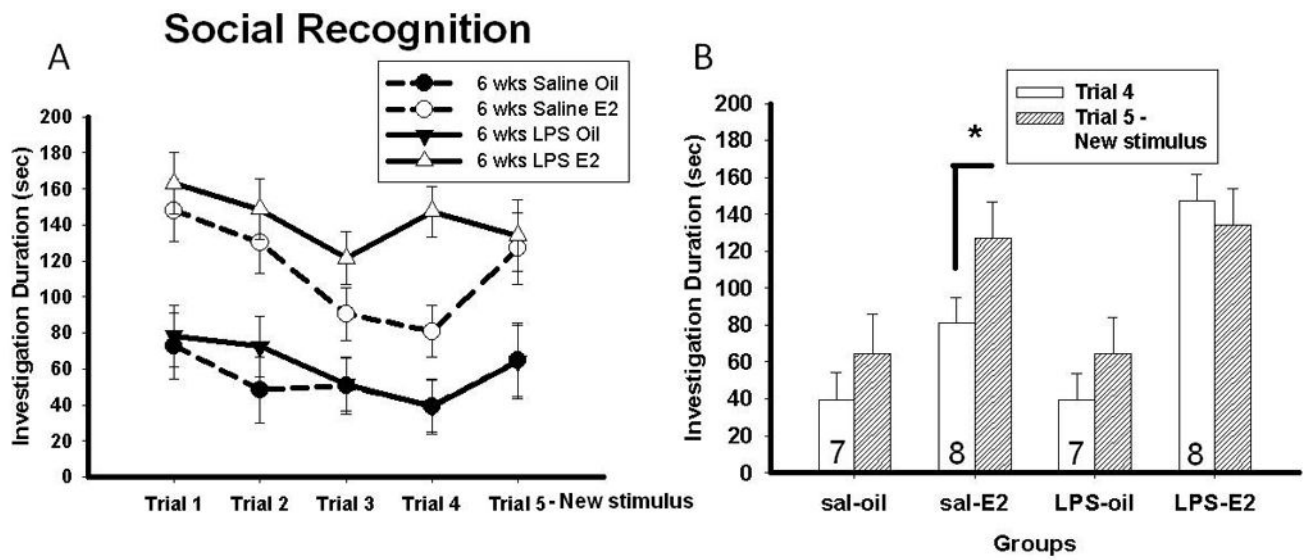 Social Recognition
A
6 wks Saline Oil
6 wks Saline E2
6 wks LPS Oil
6 wks LPS E2
Investigation Duration (sec)
200
180
160
140
120
100
80
60
40
20
0
Trial 1
Trial 2
Trial 3
Trial 4
Trial 5 - New stimulus
B
Trial 4
Trial 5 -
New stimulus
*
Investigation Duration (sec)
200
180
160
140
120
100
80
60
40
20
0
7
8
7
8
sal-oil
sal-E2
LPS-oil
LPS-E2
Groups